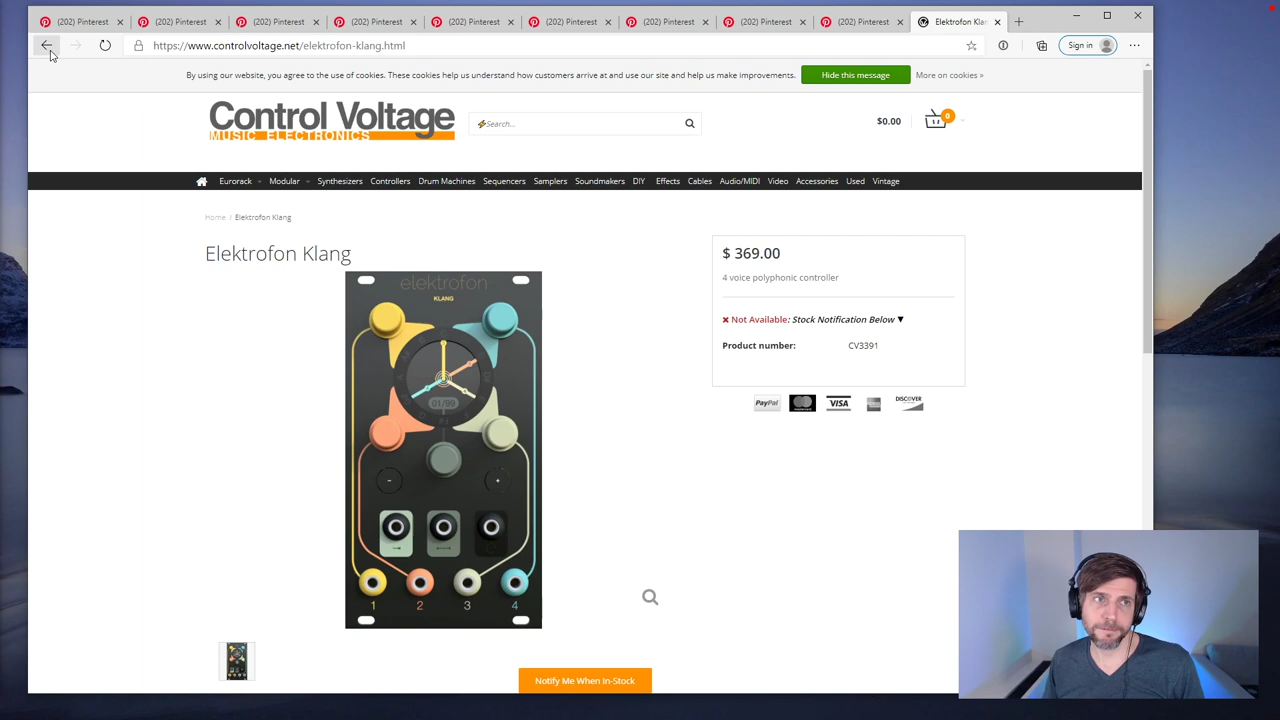 (202) Pinterest
(202) Pinterest
(202) Pinterest
(202) Pinterest
(202) Pinterest
(202) Pinterest
(202) Pinterest
(202) Pinterest
(202) Pinterest
Elektrofon Klan
https://www.controlvoltage.net/elektrofon-klang.html
Sign in
By using our website, you agree to the use of cookies. These cookies help us understand how customers arrive at and use our site and help us make improvements.
Hide this message
More on cookies »
Control Voltage
MUSIC ELECTRONICS
Search...
$0.00
0
Eurorack
Modular
Synthesizers
Controllers
Drum Machines
Sequencers
Samplers
Soundmakers
DIY
Effects
Cables
Audio/MIDI
Video
Accessories
Used
Vintage
Home / Elektrofon Klang
Elektrofon Klang
elektrofon
KLANG
01/99
- +
1 2 3 4
$ 369.00
4 voice polyphonic controller
Not Available: Stock Notification Below ▼
Product number: CV3391
PayPal
VISA
DISCOVER
Notify Me When In-Stock